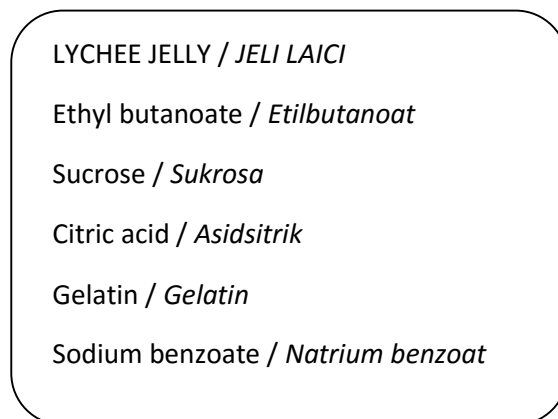 LYCHEE JELLY / JELI LAICI
Ethyl butanoate / Etilbutanoat
Sucrose / Sukrosa
Citric acid / Asidsitrik
Gelatin / Gelatin
Sodium benzoate / Natrium benzoat